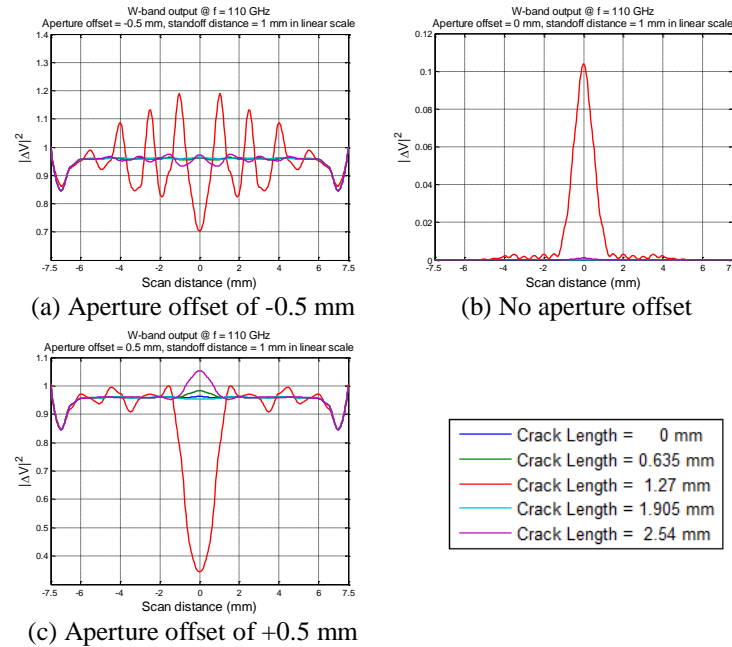 W-band output @ f = 110 GHz
Aperture offset = -0.5 mm, standoff distance = 1 mm in linear scale
1.4
1.3
1.2
1.1
1
0.9
0.8
0.7
|ΔV|²
-7.5 -4 -2 0 2 4 7.5
Scan distance (mm)
(a) Aperture offset of -0.5 mm
W-band output @ f = 110 GHz
Aperture offset = 0 mm, standoff distance = 1 mm in linear scale
0.12
0.1
0.08
0.06
0.04
0.02
0
|ΔV|²
-7.5 -4 -2 0 2 4 7.5
Scan distance (mm)
(b) No aperture offset
W-band output @ f = 110 GHz
Aperture offset = 0.5 mm, standoff distance = 1 mm in linear scale
1.1
1
0.9
0.8
0.7
0.6
0.5
0.4
|ΔV|²
-7.5 -4 -2 0 2 4 7.5
Scan distance (mm)
(c) Aperture offset of +0.5 mm
Crack Length = 0 mm
Crack Length = 0.635 mm
Crack Length = 1.27 mm
Crack Length = 1.905 mm
Crack Length = 2.54 mm